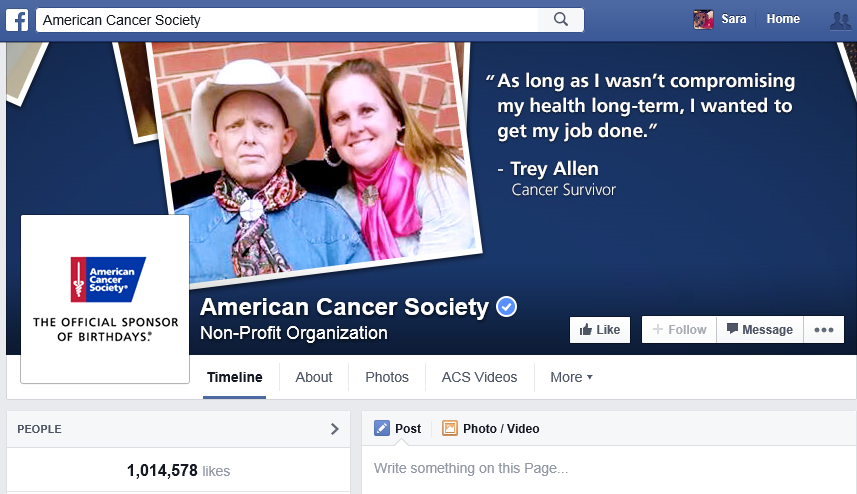 American Cancer Society
Sara
Home
“As long as I wasn’t compromising
my health long-term, I wanted to
get my job done.”
- Trey Allen
Cancer Survivor
American
Cancer
Society®
THE OFFICIAL SPONSOR
OF BIRTHDAYS.®
American Cancer Society
Non-Profit Organization
Like
+ Follow
Message
Timeline
About
Photos
ACS Videos
More
PEOPLE
1,014,578 likes
Post
Photo / Video
Write something on this Page...